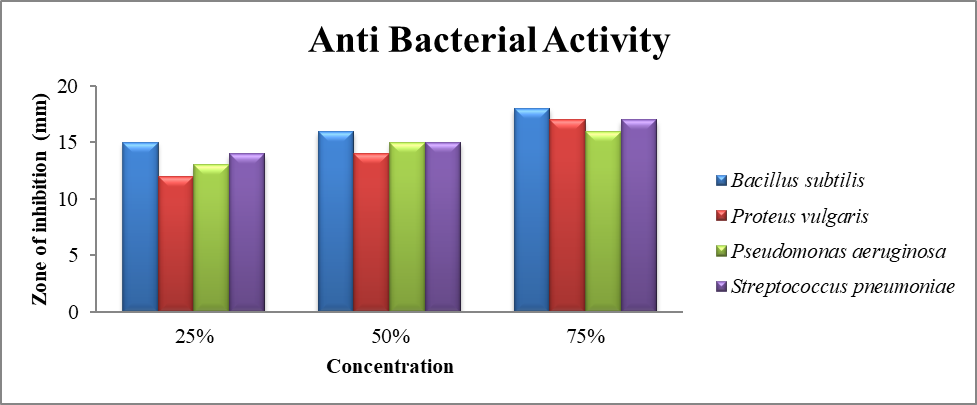 Anti Bacterial Activity
Zone of inhibition (mm)
20
15
10
5
0
25%
50%
75%
Concentration
Bacillus subtilis
Proteus vulgaris
Pseudomonas aeruginosa
Streptococcus pneumoniae